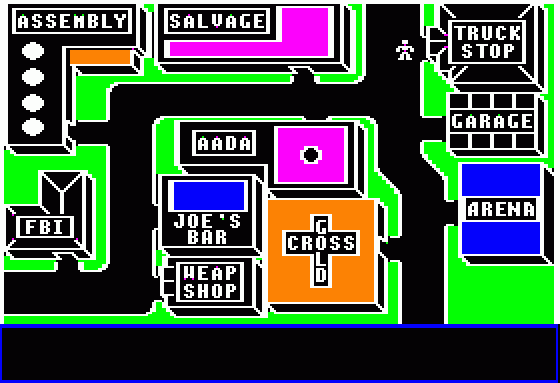 ASSEMBLY
SALVAGE
TRUCK
STOP
GARAGE
AADA
JOE'S
BAR
GOLD
CROSS
ARENA
FBI
WEAP
SHOP